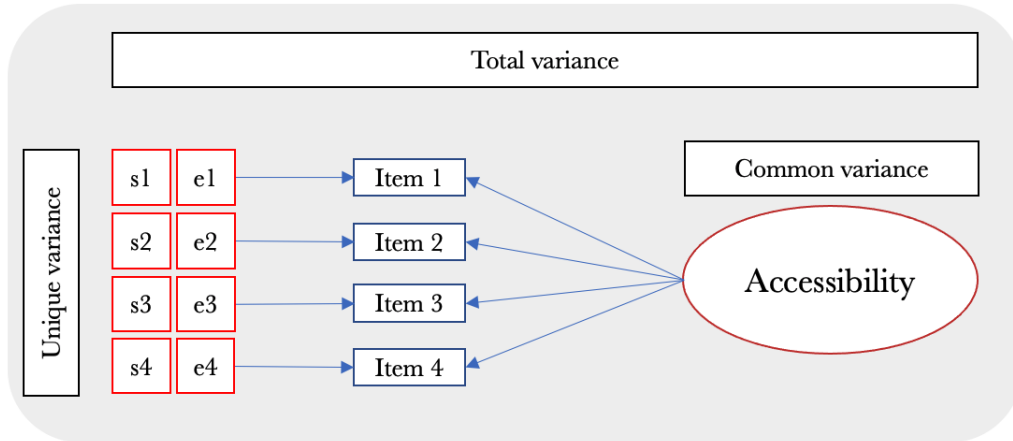 Total variance
Unique variance
Common variance
s1 e1 Item 1
s2 e2 Item 2
s3 e3 Item 3
s4 e4 Item 4
Accessibility